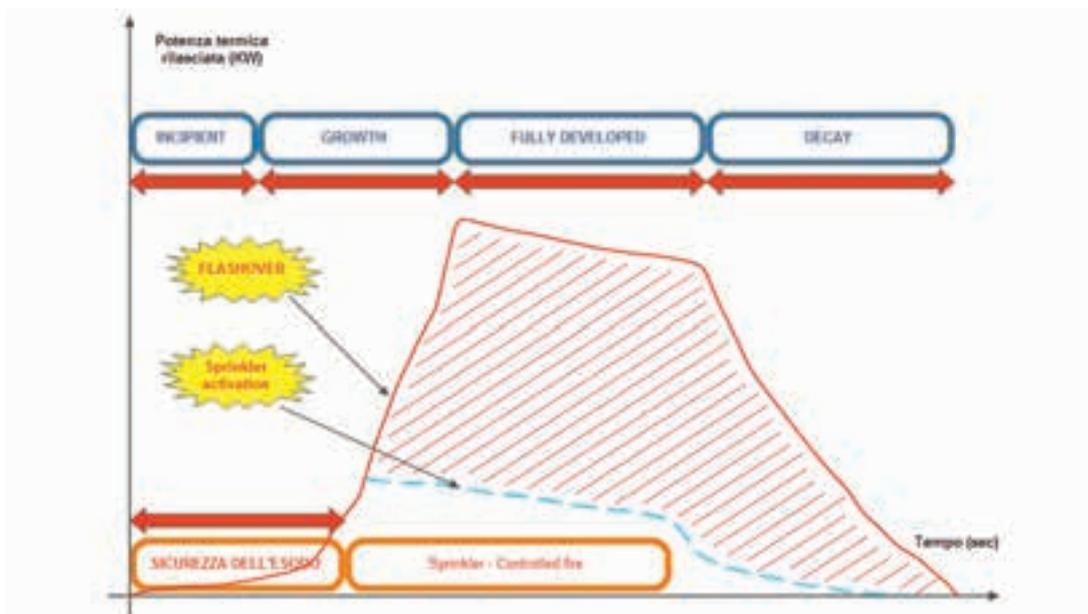 Potenza termica
rilasciata (KW)
INCIPIENT
GROWTH
FULLY DEVELOPED
DECAY
FLASHOVER
Sprinkler
activation
Tempo (sec)
SICUREZZA DELL'ESODO
Sprinkler - Controlled fire